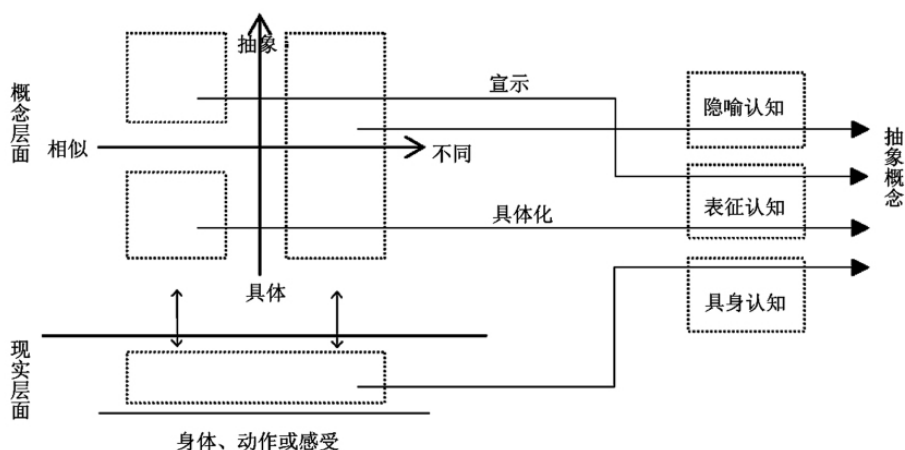 抽象
概念层面
宣示
隐喻认知
相似
不同
抽象概念
表征认知
具体化
具体
具身认知
现实层面
身体、动作或感受